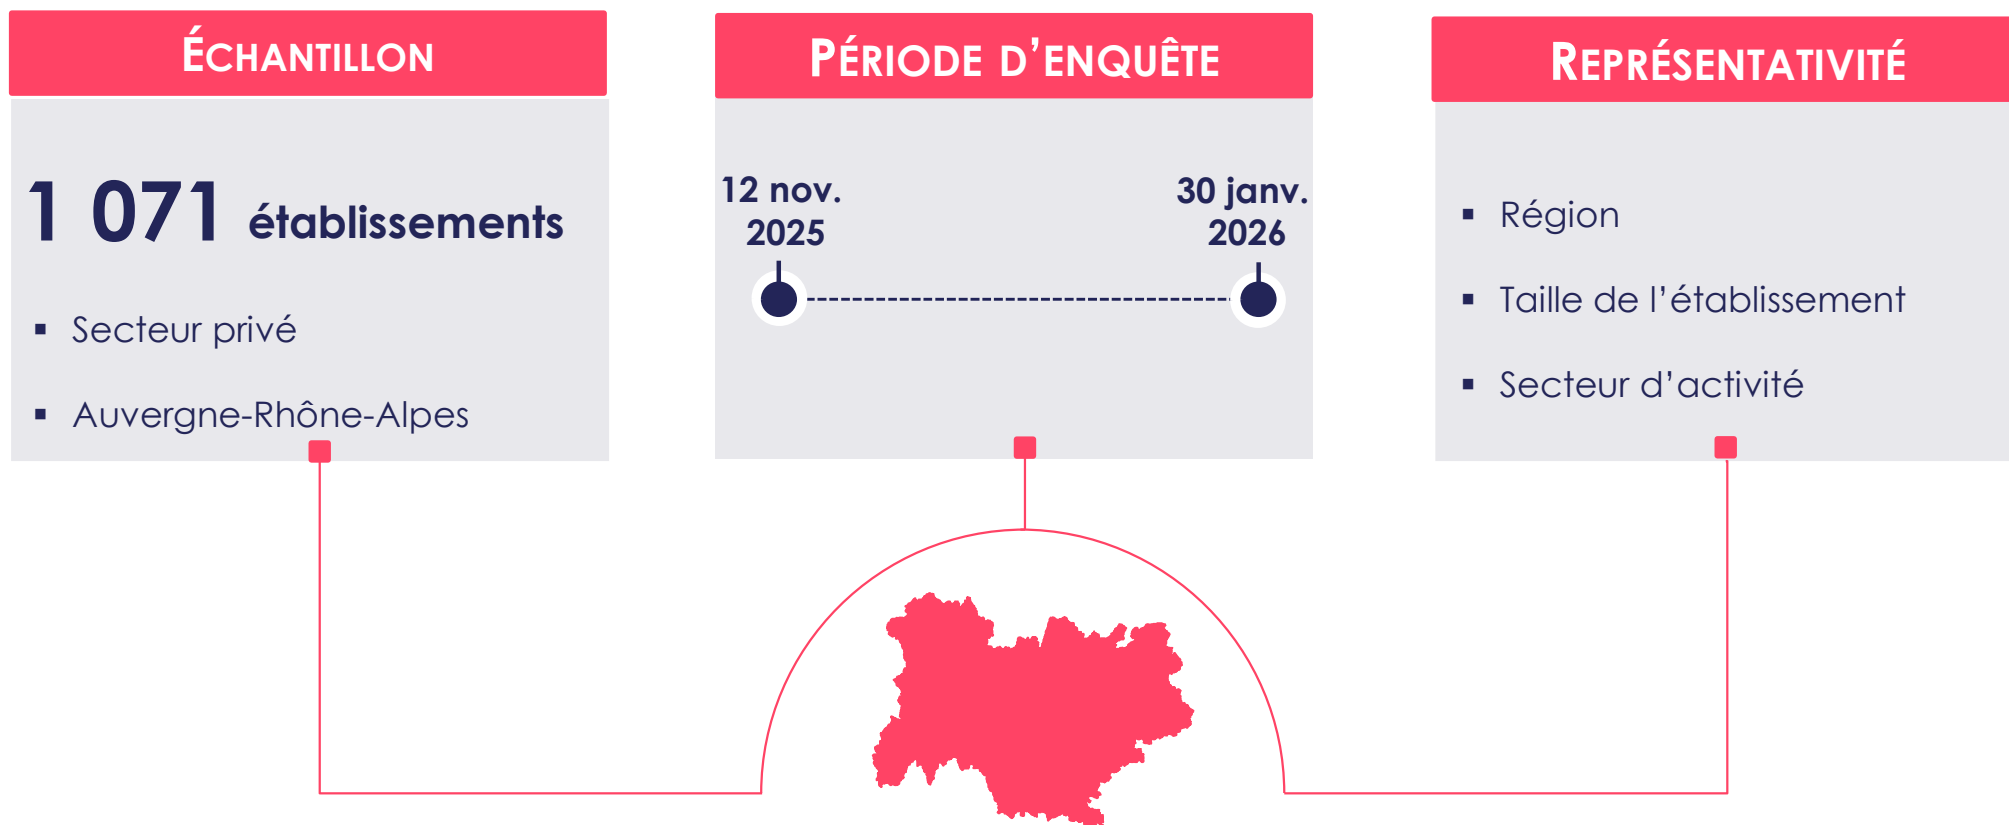 ÉCHANTILLON
1 071 établissements
▪ Secteur privé
▪ Auvergne-Rhône-Alpes
PÉRIODE D’ENQUÊTE
12 nov.
2025
30 janv.
2026
REPRÉSENTATIVITÉ
▪ Région
▪ Taille de l’établissement
▪ Secteur d’activité